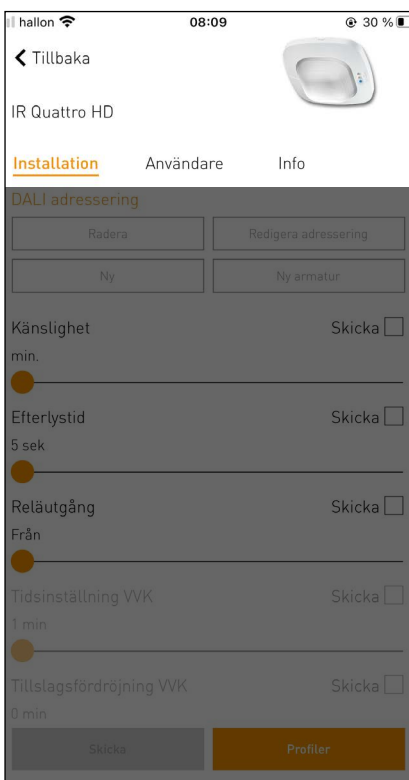 hallon 08:09 30 %
Tillbaka
IR Quattro HD
Installation Användare Info
DALI adressering
Radera Redigera adressering
Ny Ny armatur
Känslighet Skicka
min.
Efterlystid Skicka
5 sek
Reläutgång Skicka
Från
Tidsinställning VVK Skicka
1 min
Tillslagsfördröjning VVK Skicka
0 min
Skicka Profiler